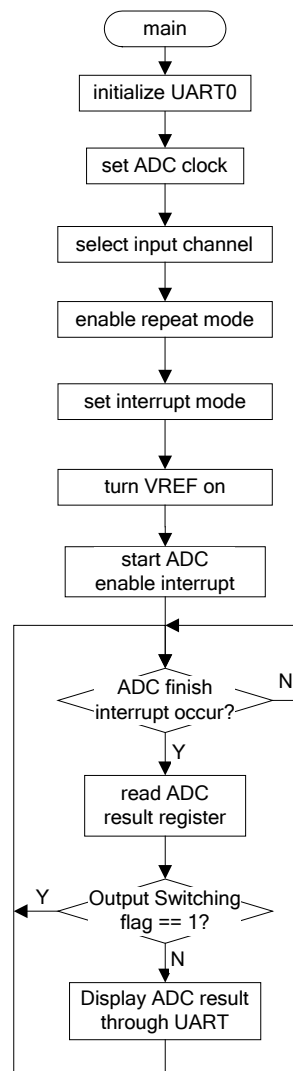 main
initialize UART0
set ADC clock
select input channel
enable repeat mode
set interrupt mode
turn VREF on
start ADC
enable interrupt
ADC finish
interrupt occur?
N
Y
read ADC
result register
Output Switching
flag == 1?
Y
N
Display ADC result
through UART